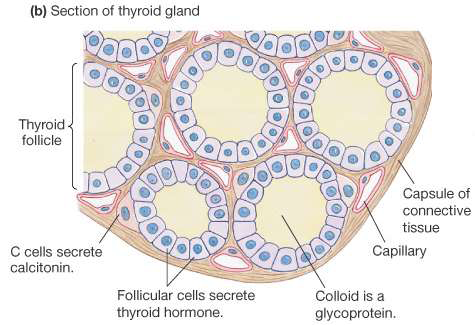 (b) Section of thyroid gland
Thyroid
follicle
C cells secrete
calcitonin.
Follicular cells secrete
thyroid hormone.
Colloid is a
glycoprotein.
Capillary
Capsule of
connective
tissue